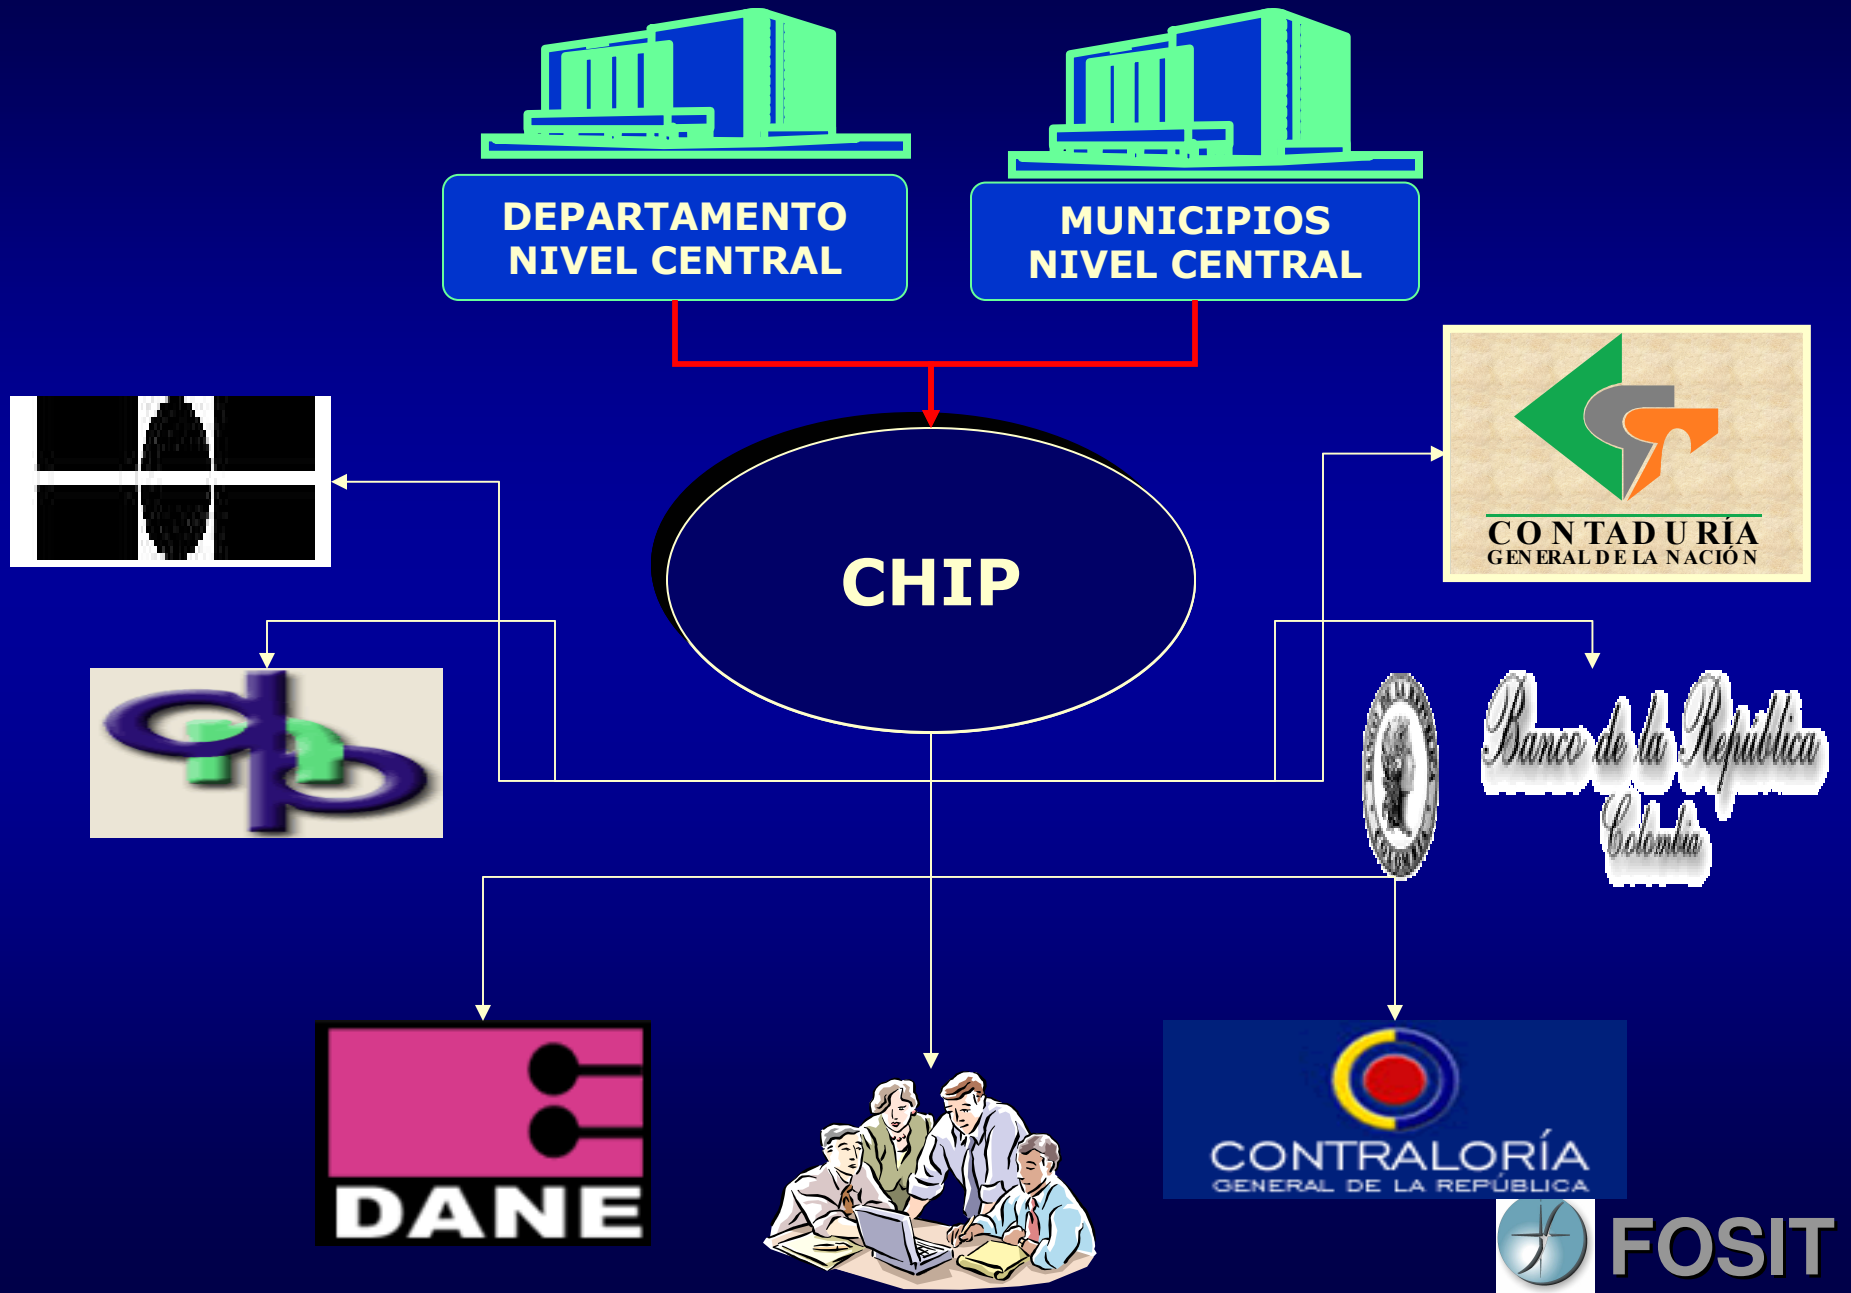 DEPARTAMENTO
NIVEL CENTRAL
MUNICIPIOS
NIVEL CENTRAL
CONTADURÍA
GENERAL DE LA NACIÓN
CHIP
dnp
Banco de la República
Colombia
DANE
CONTRALORÍA
GENERAL DE LA REPÚBLICA
FOSIT